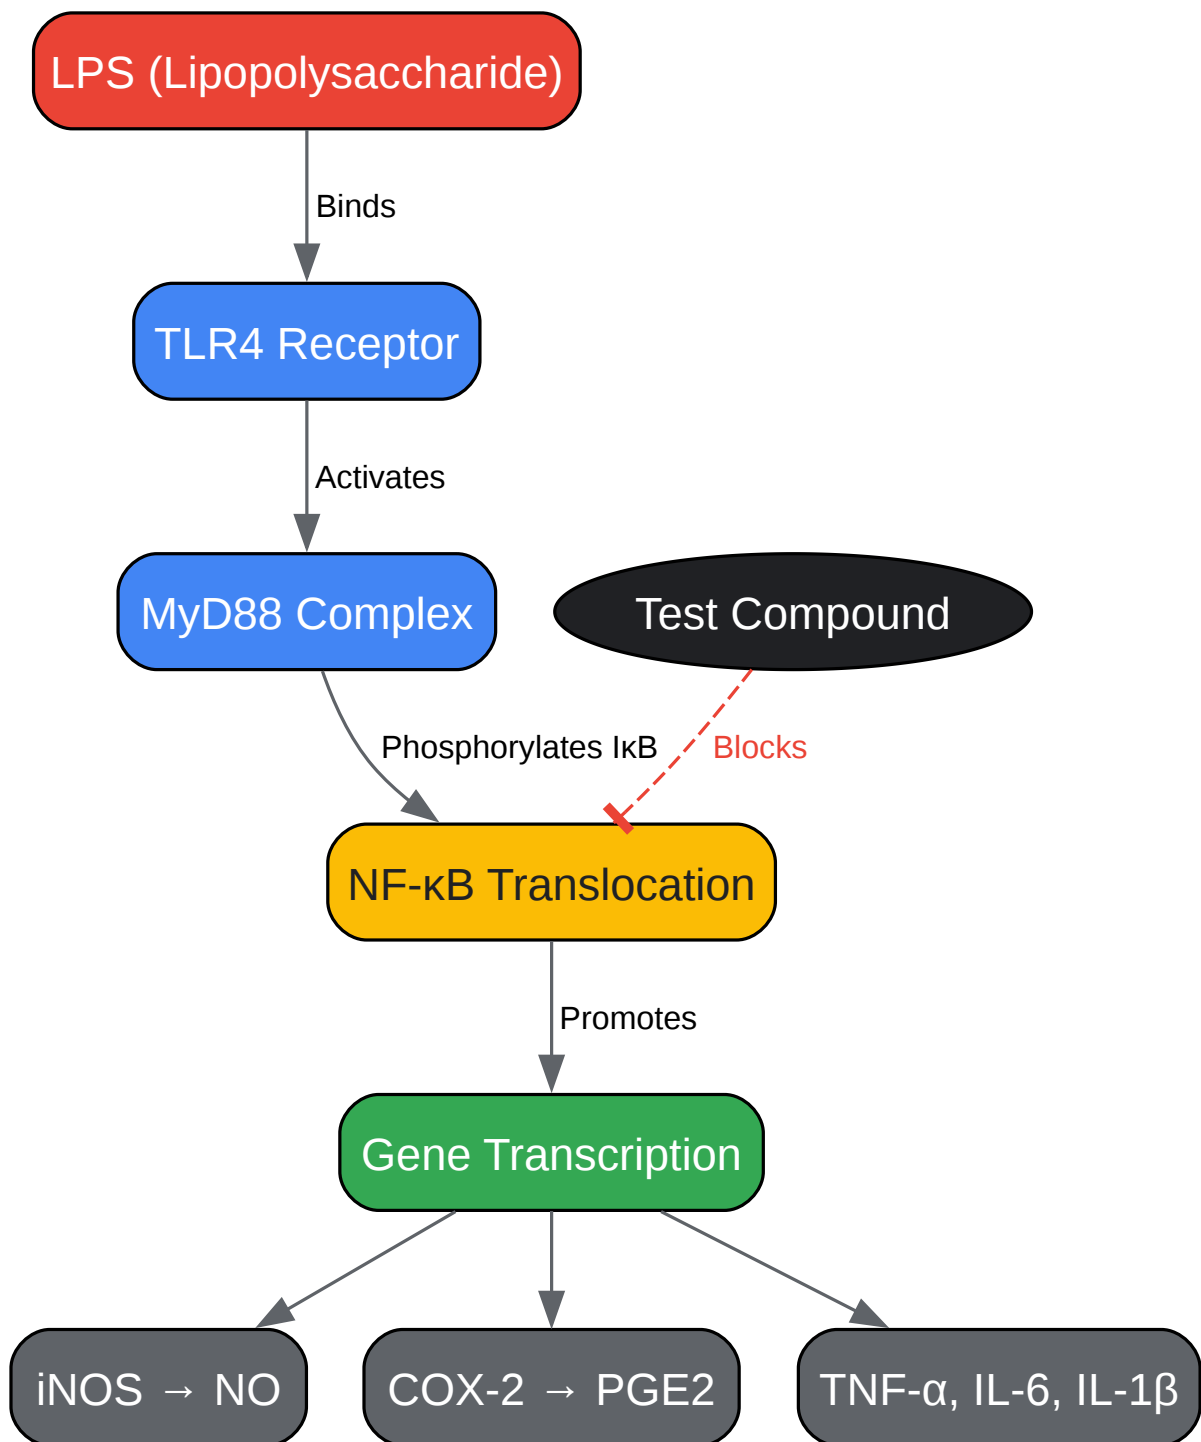 LPS (Lipopolysaccharide)
Binds
TLR4 Receptor
Activates
MyD88 Complex
Test Compound
Phosphorylates IκB
Blocks
NF-κB Translocation
Promotes
Gene Transcription
iNOS → NO
COX-2 → PGE2
TNF-α, IL-6, IL-1β